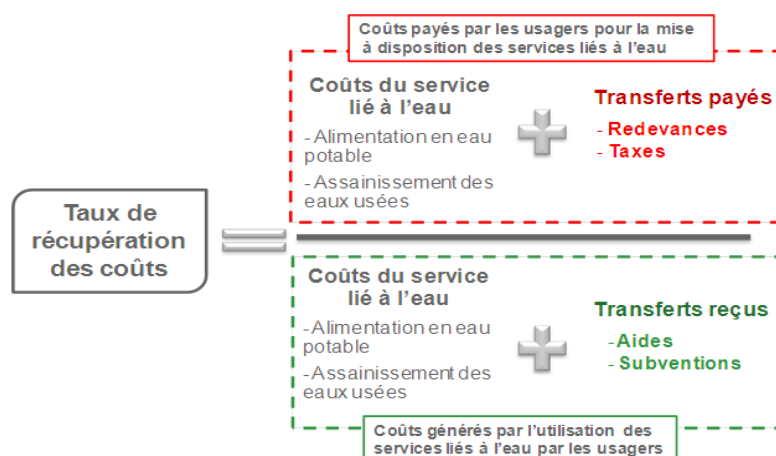 Coûts payés par les usagers pour la mise
à disposition des services liés à l'eau
Coûts du service
lié à l'eau
- Alimentation en eau
potable
- Assainissement des
eaux usées
Transferts payés
- Redevances
- Taxes
Taux de
récupération
des coûts
Coûts du service
lié à l'eau
- Alimentation en eau
potable
- Assainissement des
eaux usées
Transferts reçus
- Aides
- Subventions
Coûts générés par l'utilisation des
services liés à l'eau par les usagers